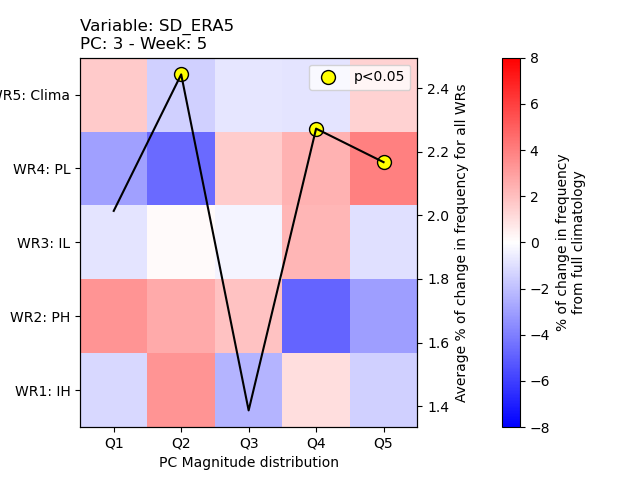 Variable: SD_ERA5
PC: 3 - Week: 5
WR5: Clima
WR4: PL
WR3: IL
WR2: PH
WR1: IH
Q1 Q2 Q3 Q4 Q5
PC Magnitude distribution
p<0.05
2.4
2.2
2.0
1.8
1.6
1.4
Average % of change in frequency for all WRs
8
6
4
2
0
−2
−4
−6
−8
% of change in frequency
from full climatology